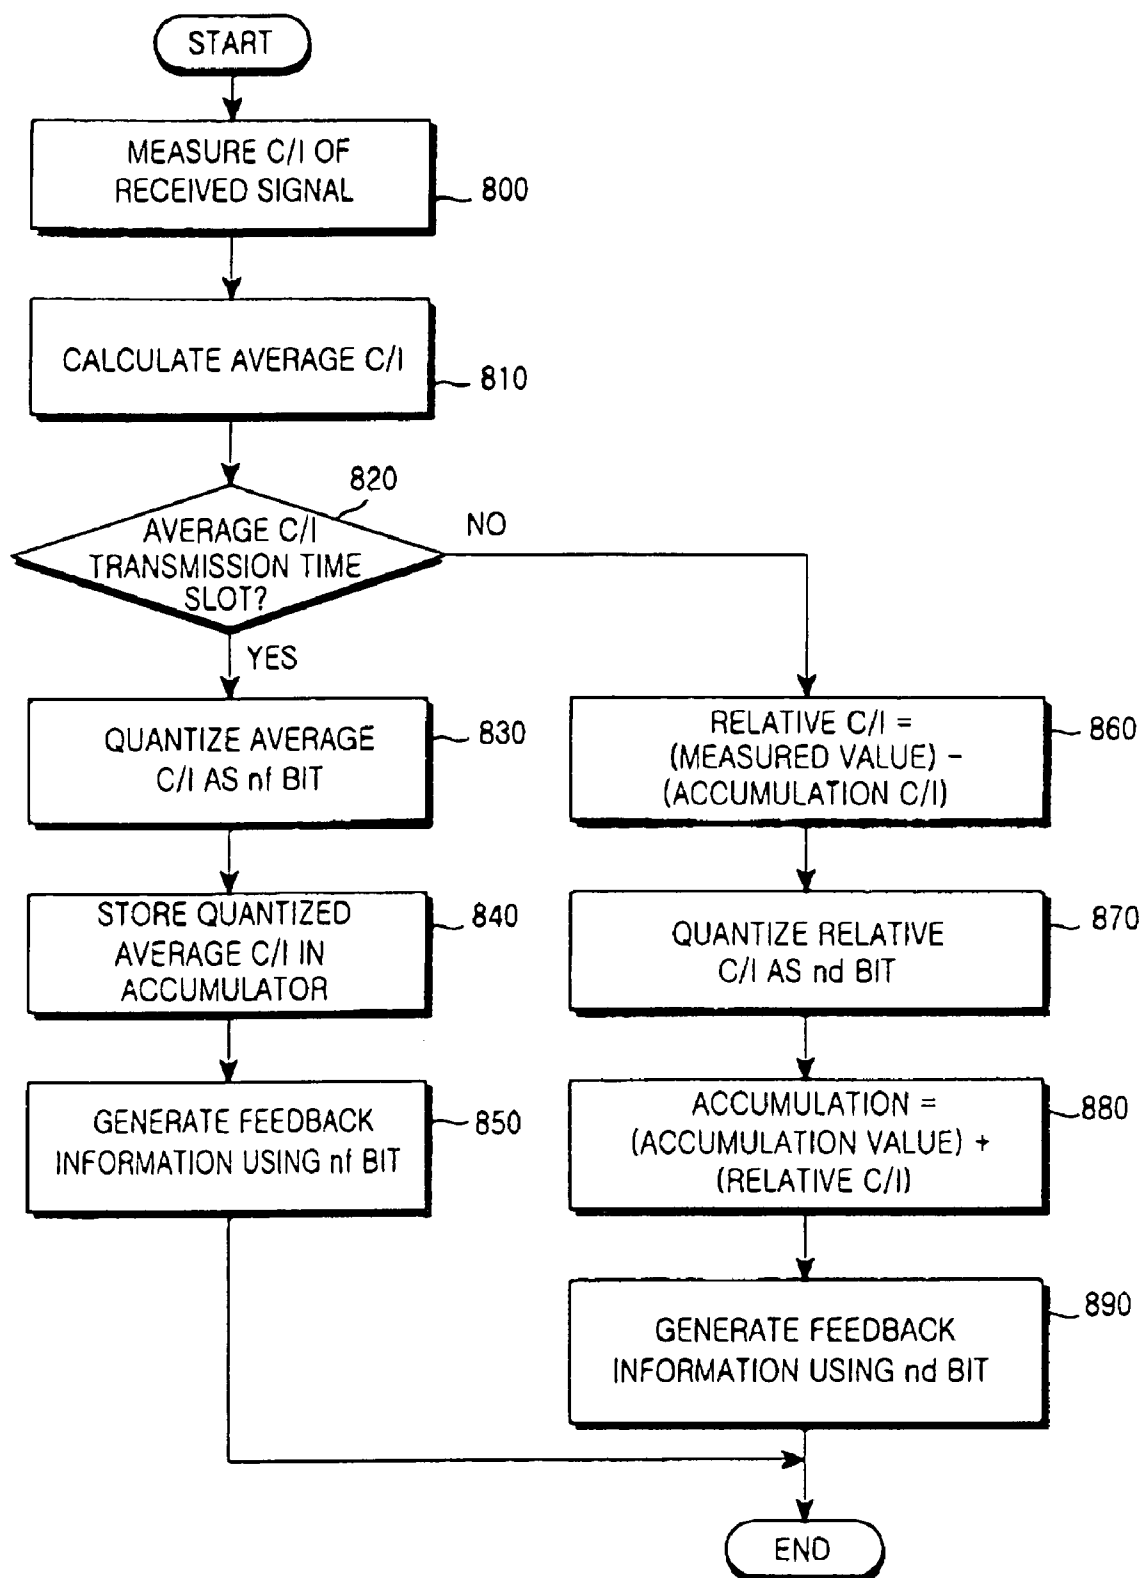 START
MEASURE C/I OF
RECEIVED SIGNAL
800
CALCULATE AVERAGE C/I
810
820
AVERAGE C/I
TRANSMISSION TIME
SLOT?
NO
YES
QUANTIZE AVERAGE
C/I AS nf BIT
830
STORE QUANTIZED
AVERAGE C/I IN
ACCUMULATOR
840
GENERATE FEEDBACK
INFORMATION USING nf BIT
850
RELATIVE C/I =
(MEASURED VALUE) -
(ACCUMULATION C/I)
860
QUANTIZE RELATIVE
C/I AS nd BIT
870
ACCUMULATION =
(ACCUMULATION VALUE) +
(RELATIVE C/I)
880
GENERATE FEEDBACK
INFORMATION USING nd BIT
890
END